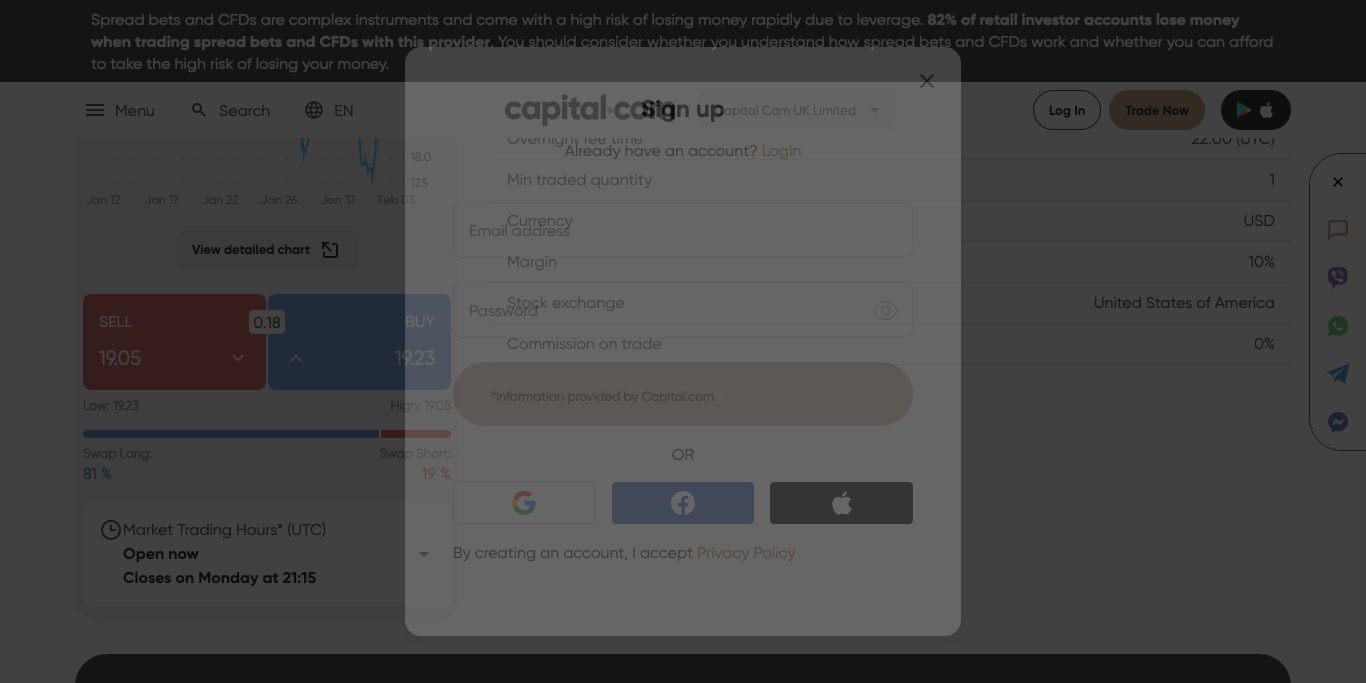 Spread bets and CFDs are complex instruments and come with a high risk of losing money rapidly due to leverage. 82% of retail investor accounts lose money
when trading spread bets and CFDs with this provider. You should consider whether you understand how spread bets and CFDs work and whether you can afford
to take the high risk of losing your money.
Menu
Search
EN
capital.com
Capital Com UK Limited
Log In
Trade Now
Sign up
Already have an account? Login
Email address
Password
OR
By creating an account, I accept Privacy Policy
18.0
17.5
Jan 12 Jan 17 Jan 22 Jan 26 Jan 31 Feb 03
View detailed chart
SELL
19.05
0.18
BUY
19.23
Low: 19.23
High: 19.05
Swap Long:
Swap Short:
81 %
19 %
Market Trading Hours* (UTC)
Open now
Closes on Monday at 21:15
Overnight fee time 22:00 (UTC)
Min traded quantity 1
Currency USD
Margin 10%
Stock exchange United States of America
Commission on trade 0%
*Information provided by Capital.com